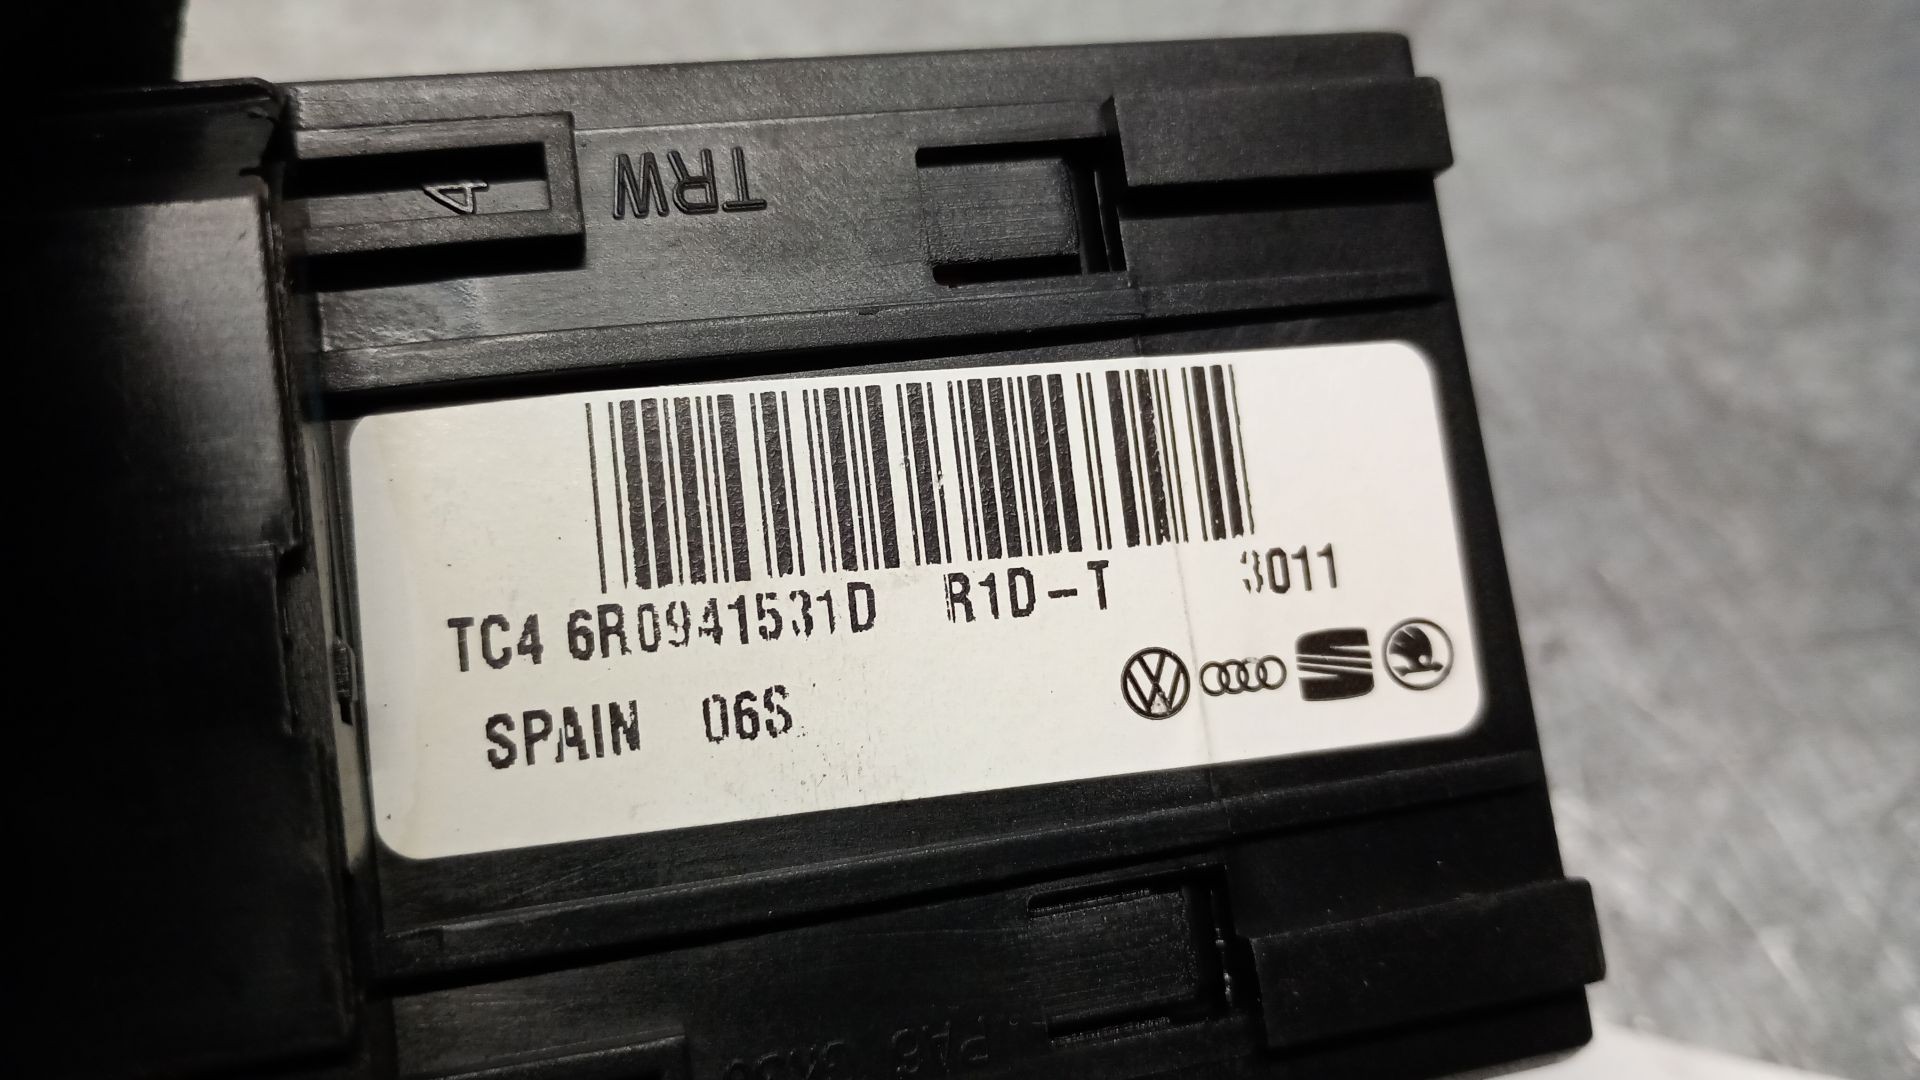 TRW
A
TC4 6R0941531D R1D-T 3011
SPAIN 06S